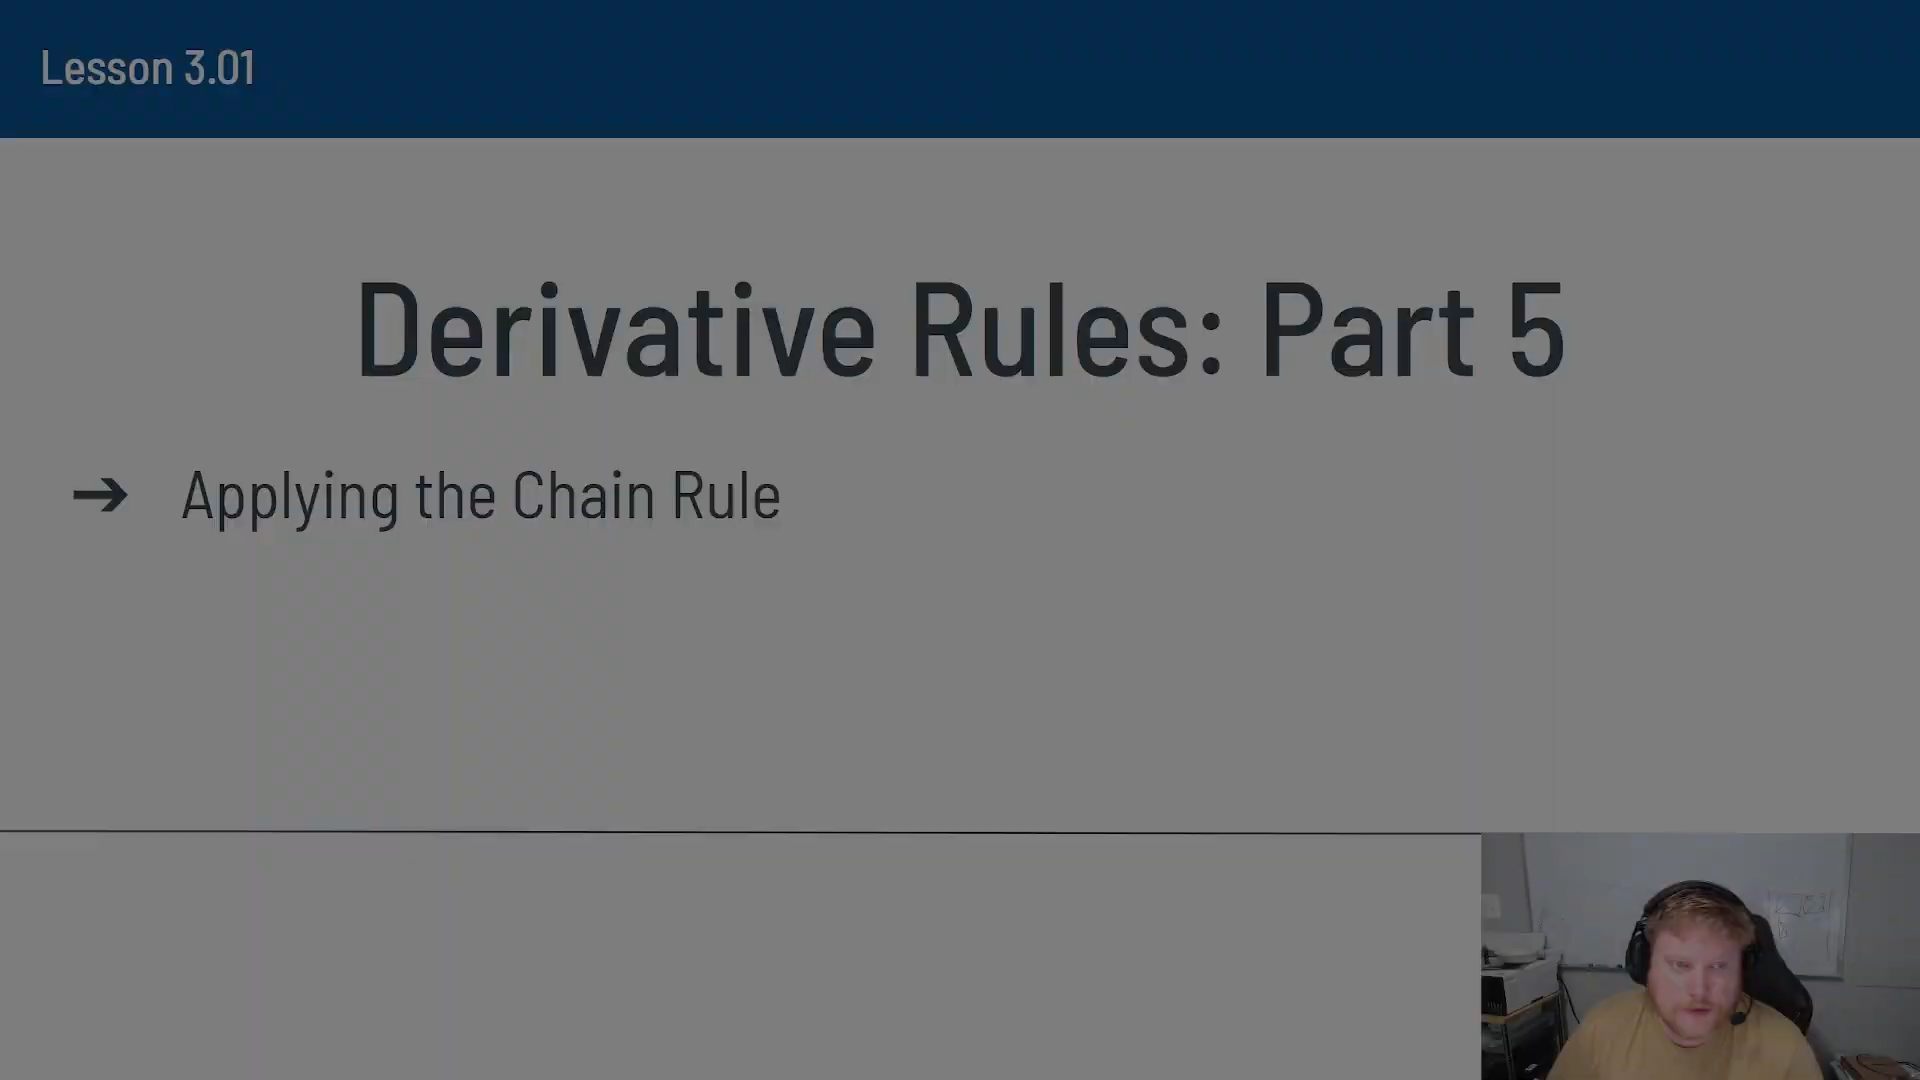 Lesson 3.01
Derivative Rules: Part 5
➔ Applying the Chain Rule